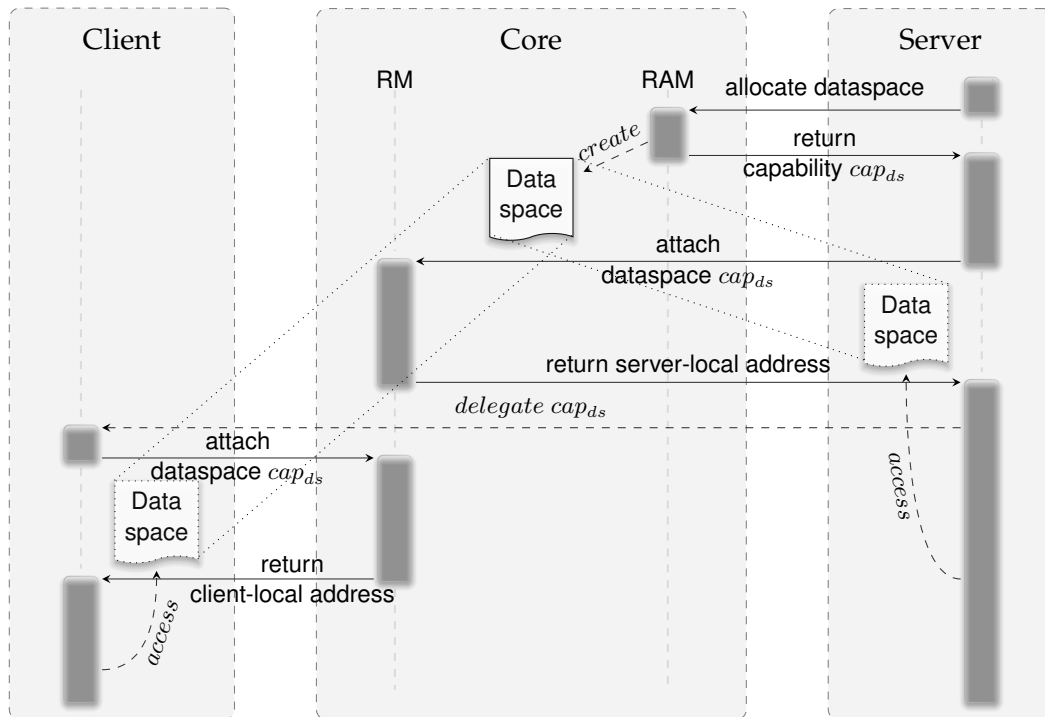 Client
Core
Server
RM
RAM
allocate dataspace
create
return
capability cap_ds
Data
space
attach
dataspace cap_ds
Data
space
return server-local address
delegate cap_ds
attach
dataspace cap_ds
access
Data
space
return
client-local address
access